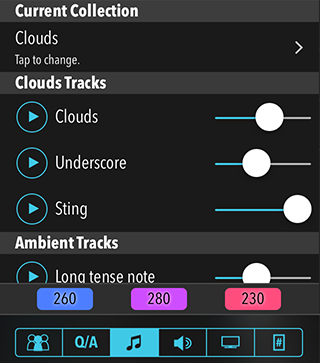 Current Collection
Clouds
Tap to change.
Clouds Tracks
Clouds
Underscore
Sting
Ambient Tracks
Long tense note
260 280 230
Q/A #